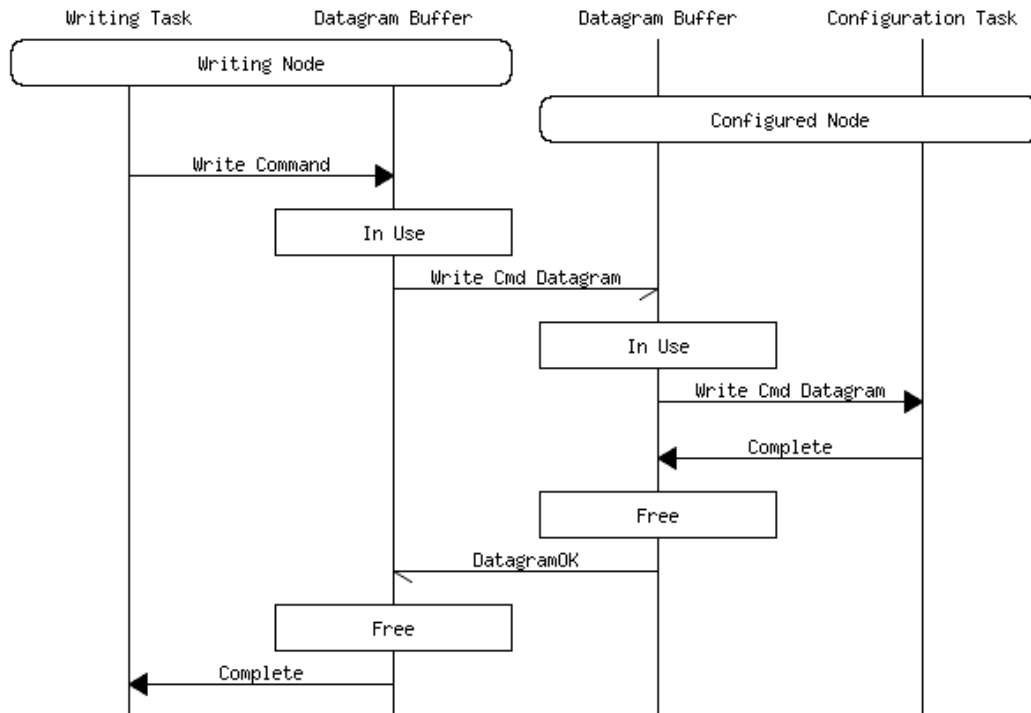 Writing Task Datagram Buffer Datagram Buffer Configuration Task
Writing Node
Configured Node
Write Command
In Use
Write Cmd Datagram
In Use
Write Cmd Datagram
Complete
Free
DatagramOK
Free
Complete